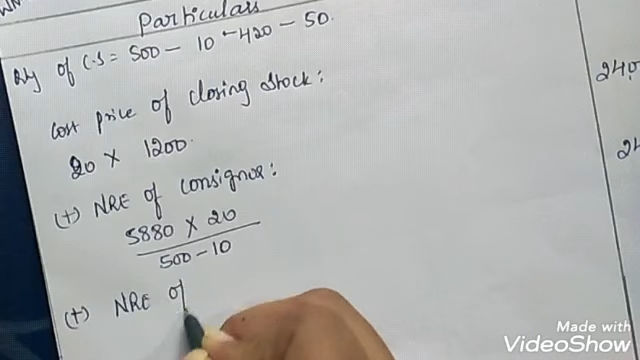 Particulars
Qty of C.S = 500 - 10 - 420 - 50.
Cost price of closing stock:
20 X 1200.
240
(+) NRE of consignor:
24
5880 X 20
500 - 10
(+) NRE of
Made with
VideoShow